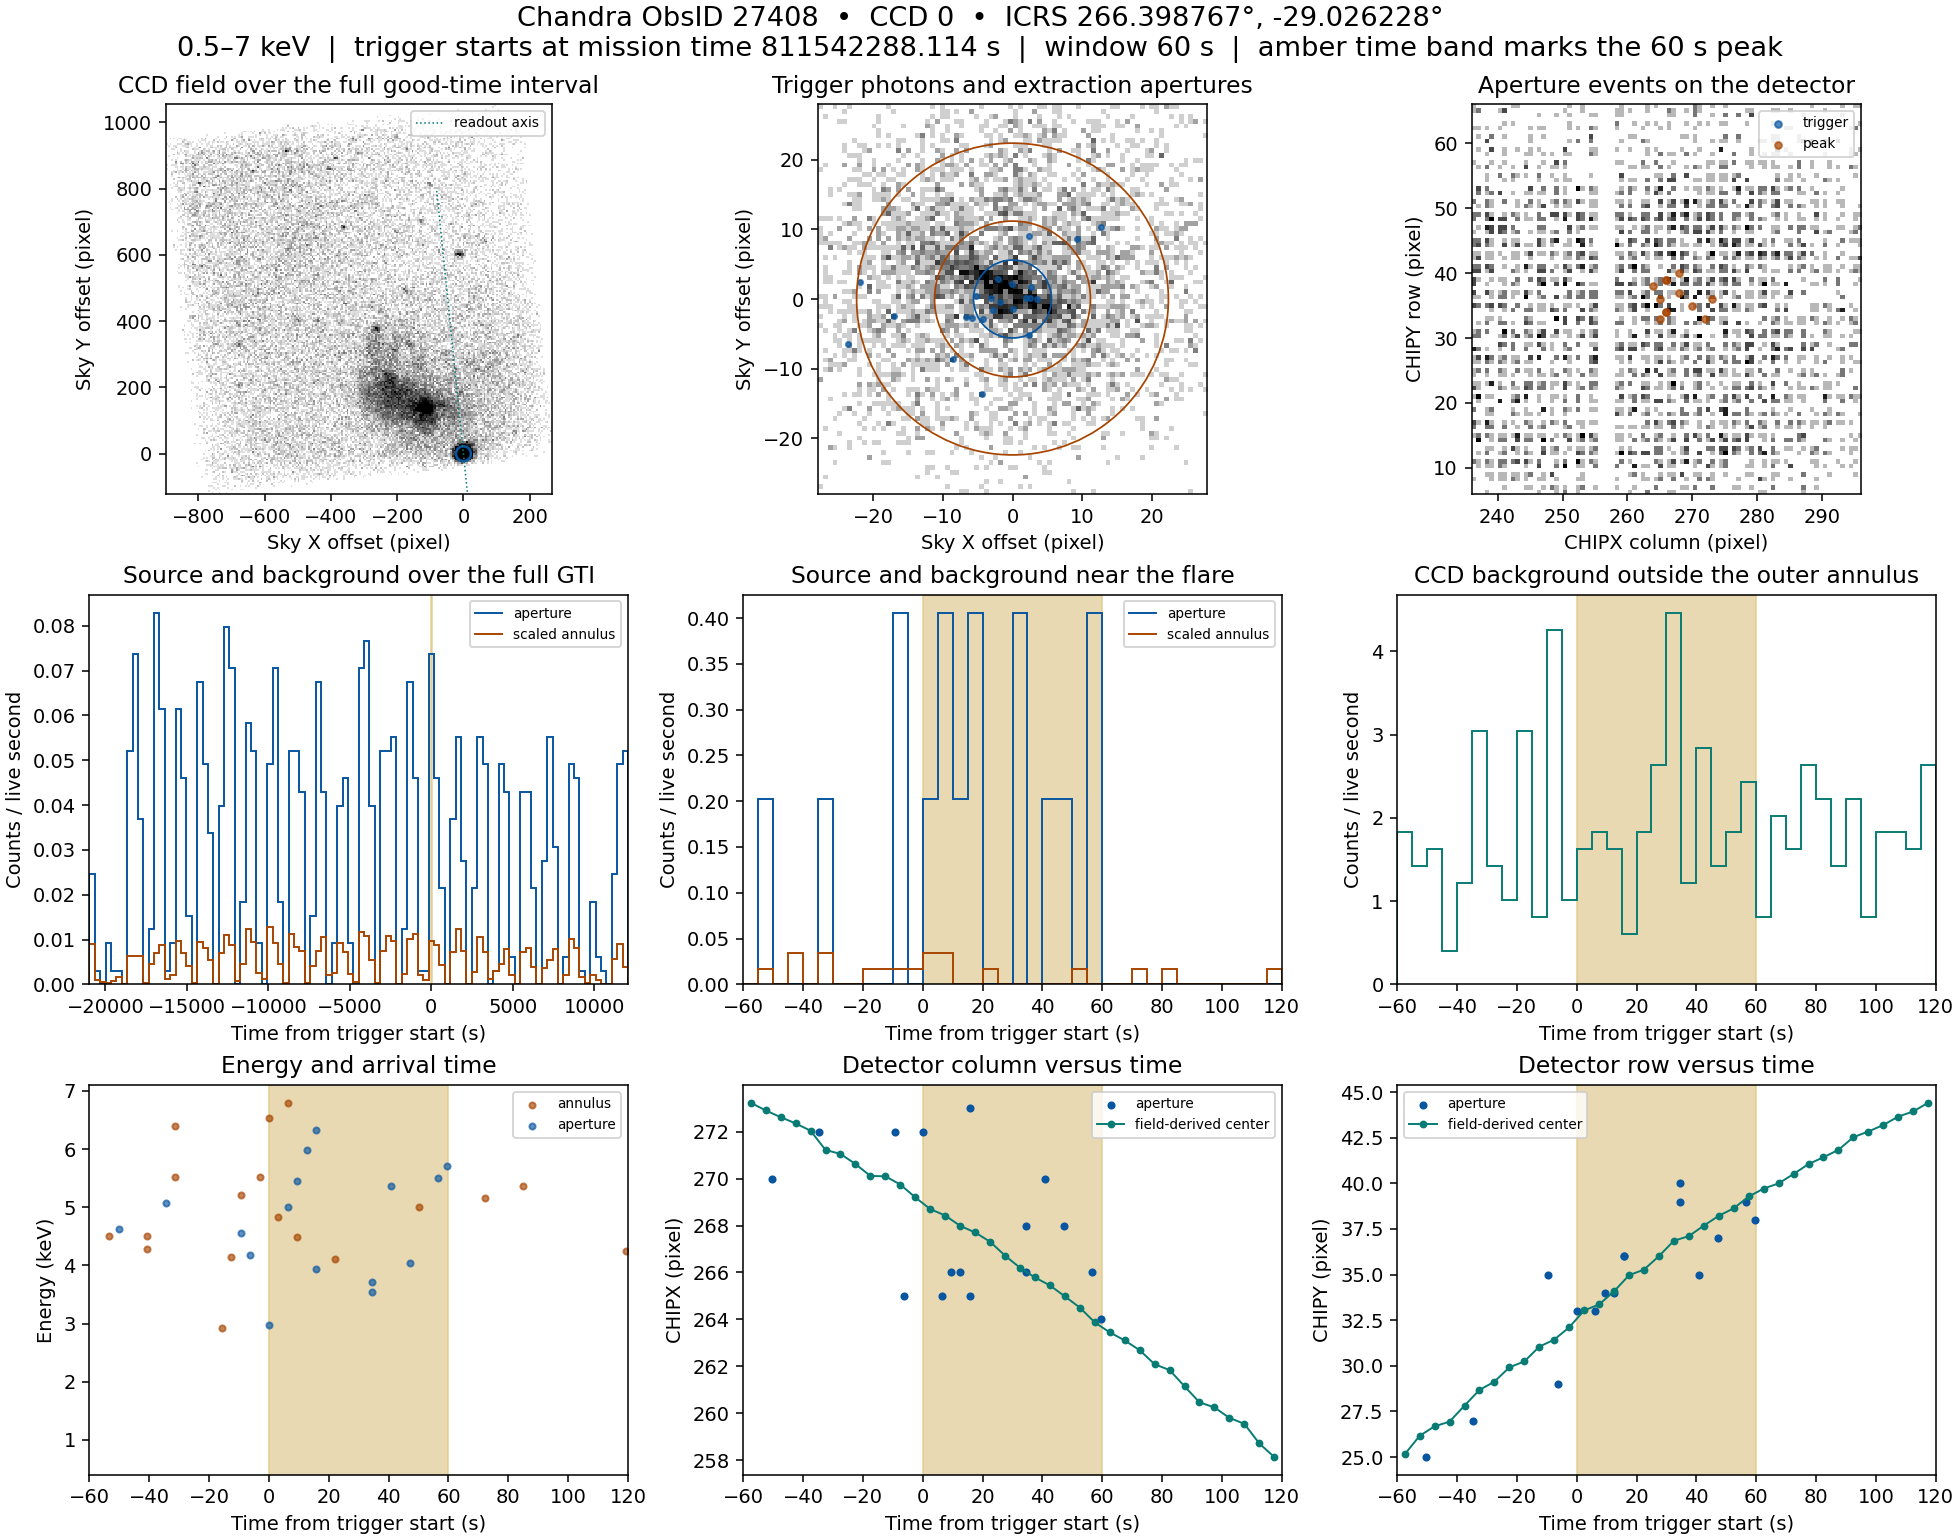 Chandra ObsID 27408 • CCD 0 • ICRS 266.398767°, -29.026228°
0.5–7 keV | trigger starts at mission time 811542288.114 s | window 60 s | amber time band marks the 60 s peak
CCD field over the full good-time interval
readout axis
1000
800
600
400
200
0
−800 −600 −400 −200 0 200
Sky X offset (pixel)
Sky Y offset (pixel)
Trigger photons and extraction apertures
20
10
0
−10
−20
−20 −10 0 10 20
Sky X offset (pixel)
Sky Y offset (pixel)
Aperture events on the detector
trigger
peak
60
50
40
30
20
10
240 250 260 270 280 290
CHIPX column (pixel)
CHIPY row (pixel)
Source and background over the full GTI
aperture
scaled annulus
0.08
0.07
0.06
0.05
0.04
0.03
0.02
0.01
0.00
−20000 −15000 −10000 −5000 0 5000 10000
Time from trigger start (s)
Counts / live second
Source and background near the flare
aperture
scaled annulus
0.40
0.35
0.30
0.25
0.20
0.15
0.10
0.05
0.00
−60 −40 −20 0 20 40 60 80 100 120
Time from trigger start (s)
Counts / live second
CCD background outside the outer annulus
4
3
2
1
0
−60 −40 −20 0 20 40 60 80 100 120
Time from trigger start (s)
Counts / live second
Energy and arrival time
annulus
aperture
7
6
5
4
3
2
1
−60 −40 −20 0 20 40 60 80 100 120
Time from trigger start (s)
Energy (keV)
Detector column versus time
aperture
field-derived center
272
270
268
266
264
262
260
258
−60 −40 −20 0 20 40 60 80 100 120
Time from trigger start (s)
CHIPX (pixel)
Detector row versus time
aperture
field-derived center
45.0
42.5
40.0
37.5
35.0
32.5
30.0
27.5
25.0
−60 −40 −20 0 20 40 60 80 100 120
Time from trigger start (s)
CHIPY (pixel)